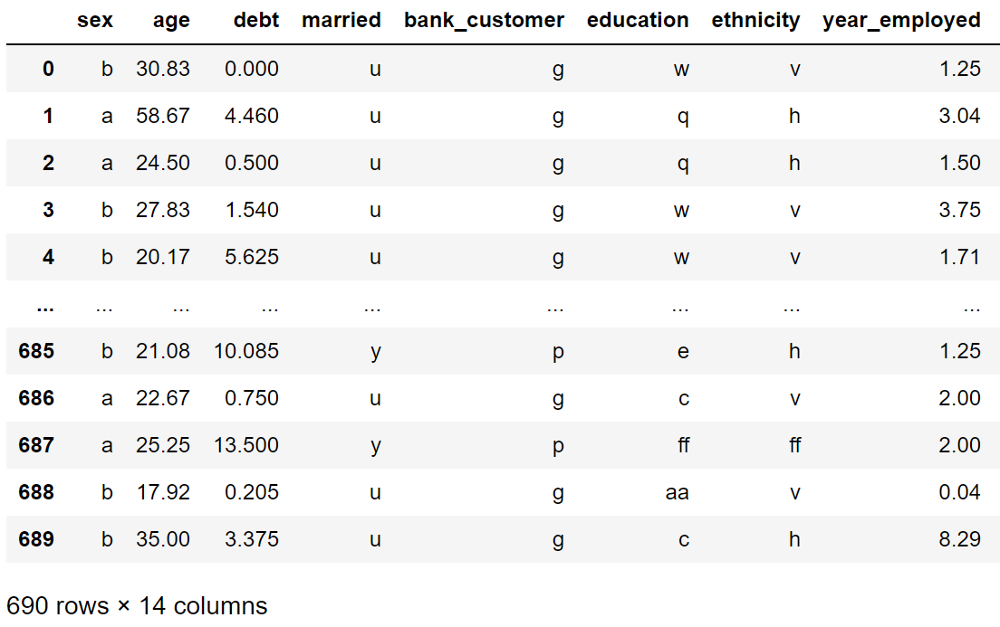 sex age debt married bank_customer education ethnicity year_employed
0 b 30.83 0.000 u g w v 1.25
1 a 58.67 4.460 u g q h 3.04
2 a 24.50 0.500 u g q h 1.50
3 b 27.83 1.540 u g w v 3.75
4 b 20.17 5.625 u g w v 1.71
... ... ... ... ... ... ... ... ...
685 b 21.08 10.085 y p e h 1.25
686 a 22.67 0.750 u g c v 2.00
687 a 25.25 13.500 y p ff ff 2.00
688 b 17.92 0.205 u g aa v 0.04
689 b 35.00 3.375 u g c h 8.29
690 rows × 14 columns